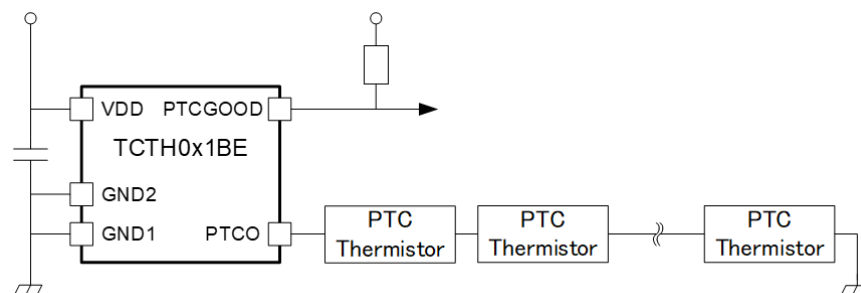 VDD PTCGOOD
TCTH0x1BE
GND2
GND1 PTCO
PTC
Thermistor
PTC
Thermistor
PTC
Thermistor